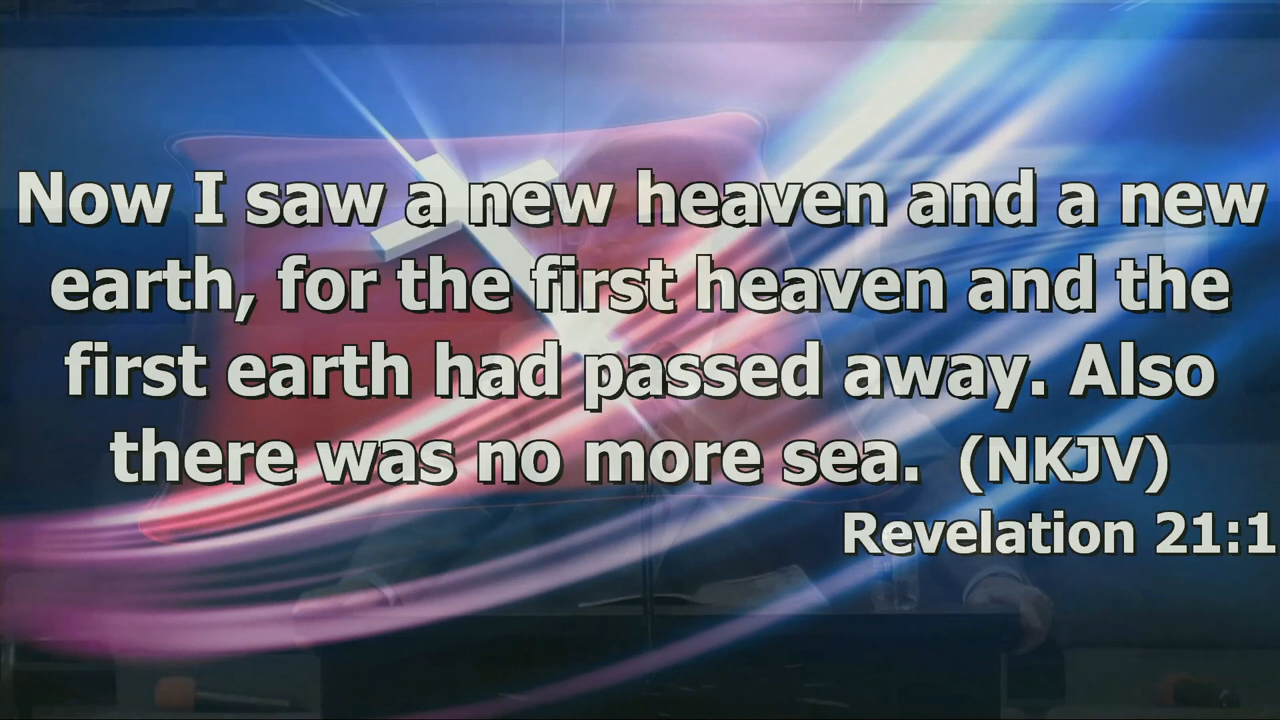 Now I saw a new heaven and a new
earth, for the first heaven and the
first earth had passed away. Also
there was no more sea.  (NKJV)
Revelation 21:1